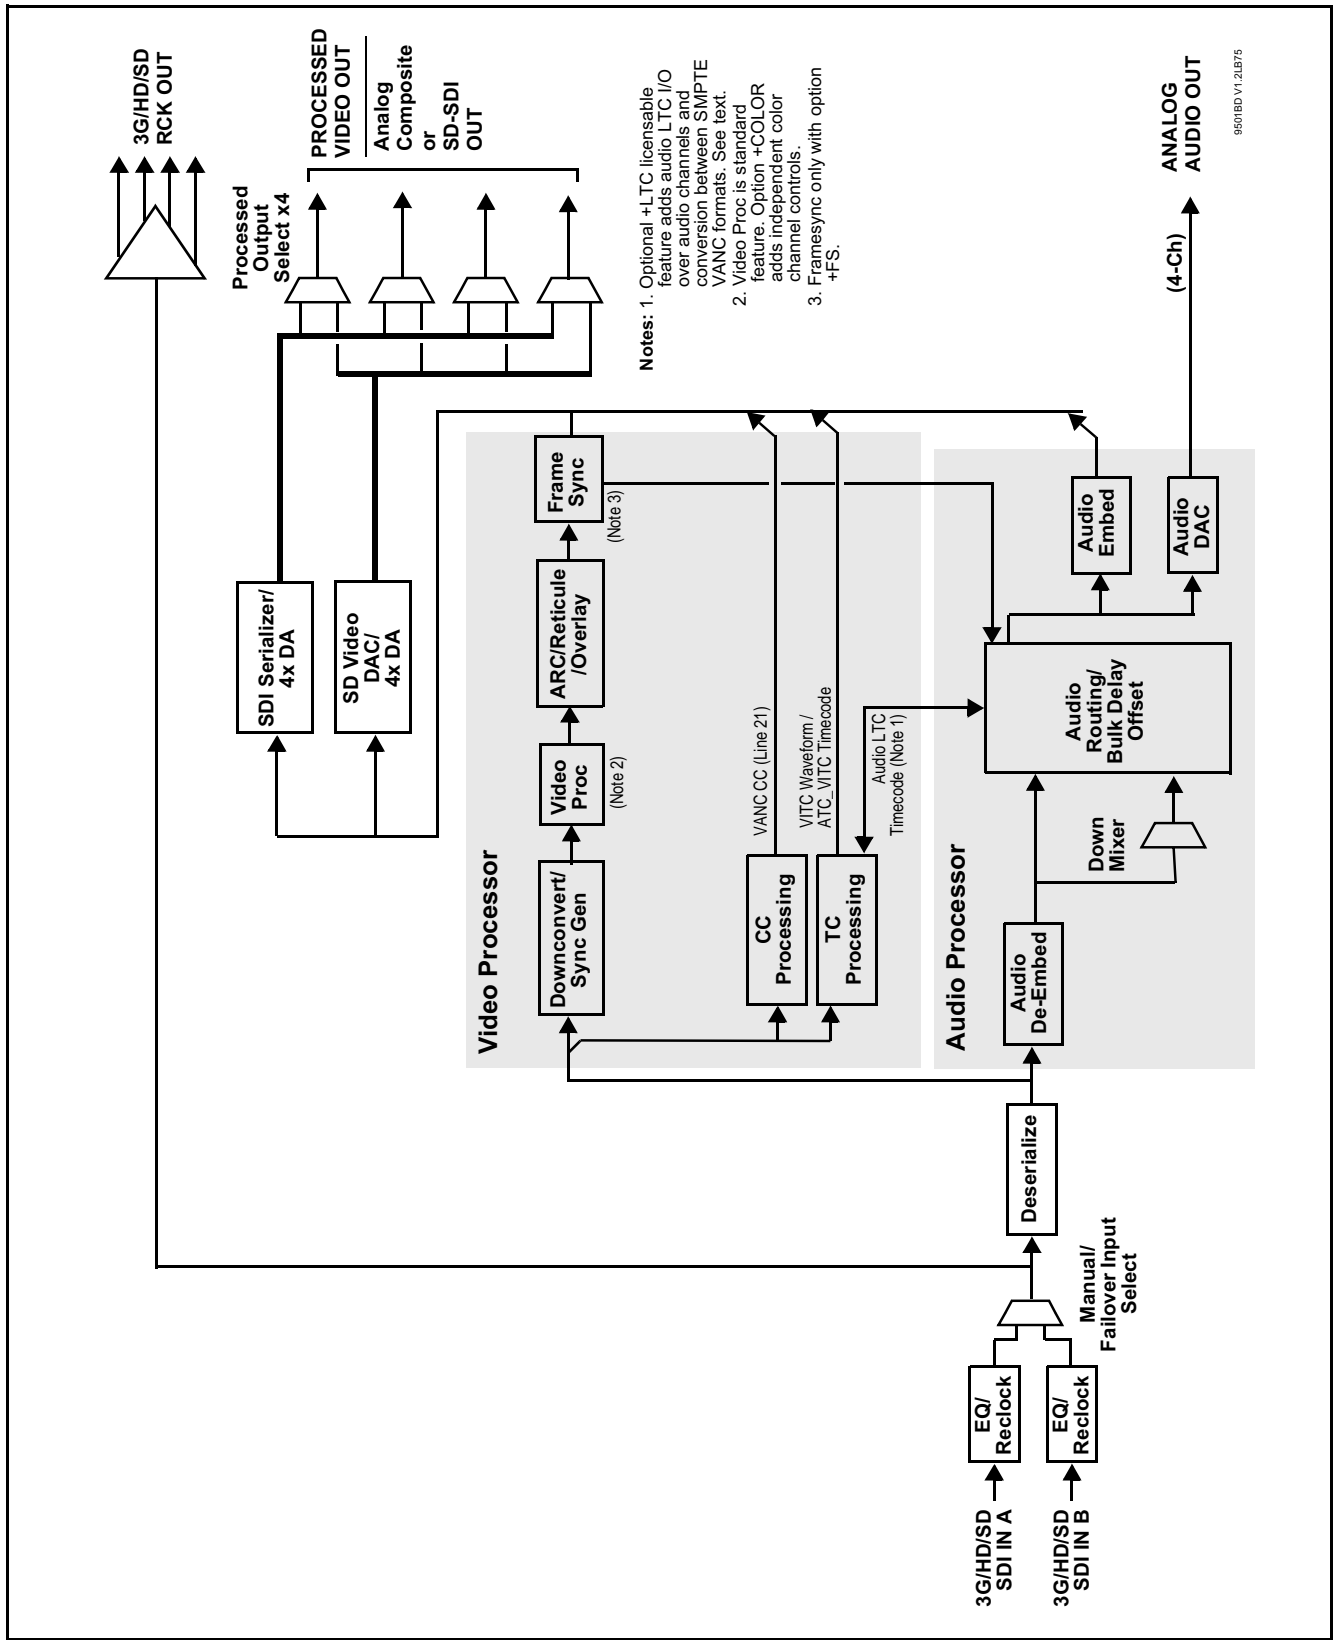 3G/HD/SD
SDI IN A
3G/HD/SD
SDI IN B
EQ/
Reclock
EQ/
Reclock
Manual/
Failover Input
Select
Deserialize
Video Processor
Downconvert/
Sync Gen
Video
Proc
(Note 2)
ARC/Reticule
/Overlay
Frame
Sync
(Note 3)
CC
Processing
VANC CC (Line 21)
TC
Processing
VITC Waveform /
ATC_VITC Timecode
Audio LTC
Timecode (Note 1)
Audio Processor
Audio
De-Embed
Down
Mixer
Audio
Routing/
Bulk Delay
Offset
Audio
Embed
Audio
DAC
(4-Ch)
ANALOG
AUDIO OUT
SDI Serializer/
4x DA
SD Video
DAC/
4x DA
Processed
Output
Select x4
3G/HD/SD
RCK OUT
PROCESSED
VIDEO OUT
Analog
Composite
or
SD-SDI
OUT
Notes: 1. Optional +LTC licensable
feature adds audio LTC I/O
over audio channels and
conversion between SMPTE
VANC formats. See text.
2. Video Proc is standard
feature. Option +COLOR
adds independent color
channel controls.
3. Framesync only with option
+FS.
9501BD V1.2LB75